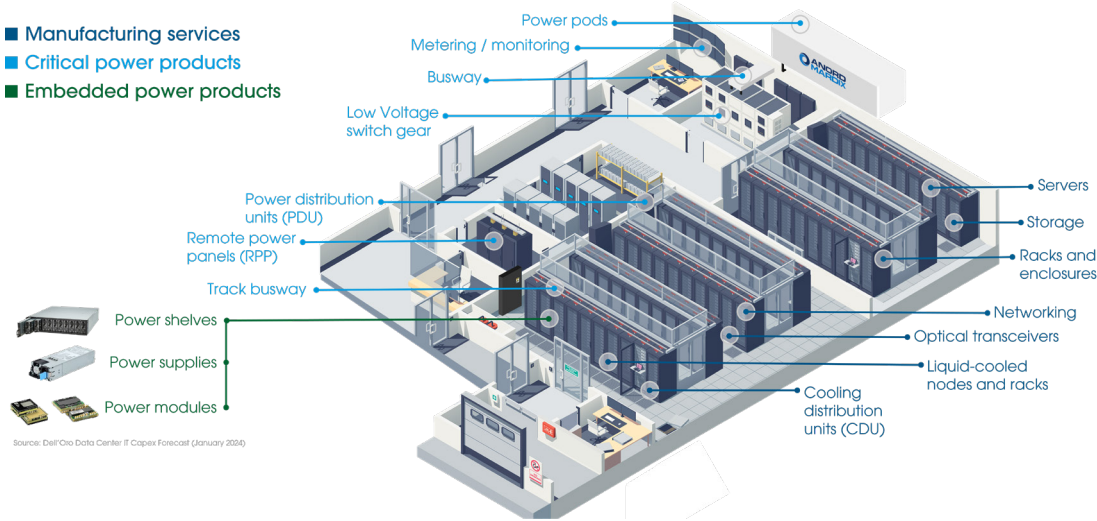 Manufacturing services
Critical power products
Embedded power products
Power pods
Metering / monitoring
Busway
Low Voltage
switch gear
Power distribution
units (PDU)
Remote power
panels (RPP)
Track busway
Power shelves
Power supplies
Power modules
ANORD
MARDIX
Servers
Storage
Racks and
enclosures
Networking
Optical transceivers
Liquid-cooled
nodes and racks
Cooling
distribution
units (CDU)
Source: Dell'Oro Data Center IT Capex Forecast (January 2024)